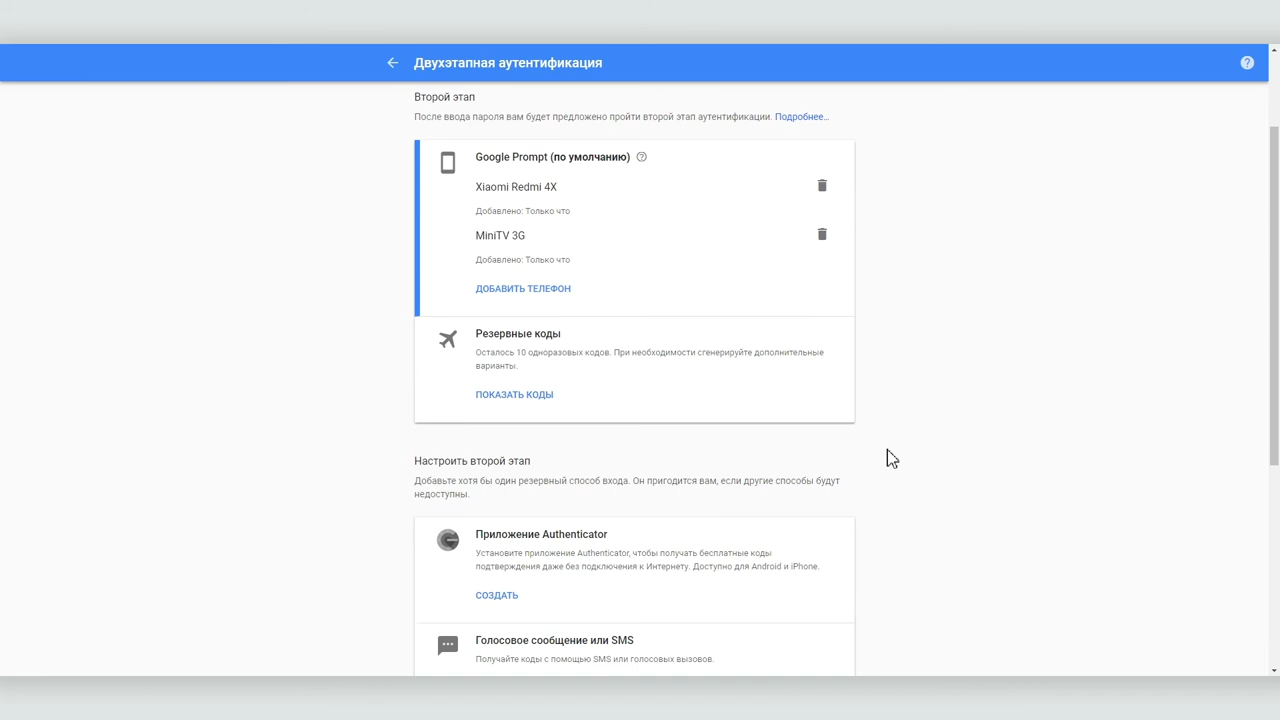 Двухэтапная аутентификация
Второй этап
После ввода пароля вам будет предложено пройти второй этап аутентификации. Подробнее…
Google Prompt (по умолчанию)
Xiaomi Redmi 4X
Добавлено: Только что
MiniTV 3G
Добавлено: Только что
ДОБАВИТЬ ТЕЛЕФОН
Резервные коды
Осталось 10 одноразовых кодов. При необходимости сгенерируйте дополнительные
варианты.
ПОКАЗАТЬ КОДЫ
Настроить второй этап
Добавьте хотя бы один резервный способ входа. Он пригодится вам, если другие способы будут
недоступны.
Приложение Authenticator
Установите приложение Authenticator, чтобы получать бесплатные коды
подтверждения даже без подключения к Интернету. Доступно для Android и iPhone.
СОЗДАТЬ
Голосовое сообщение или SMS
Получайте коды с помощью SMS или голосовых вызовов.